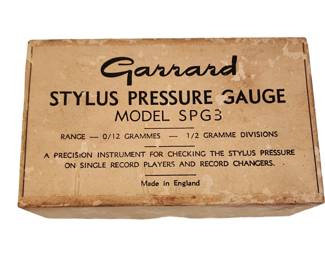 Garrard
STYLUS PRESSURE GAUGE
MODEL SPG3
RANGE — 0/12 GRAMMES — 1/2 GRAMME DIVISIONS
A PRECISION INSTRUMENT FOR CHECKING THE STYLUS PRESSURE
ON SINGLE RECORD PLAYERS AND RECORD CHANGERS.
Made in England